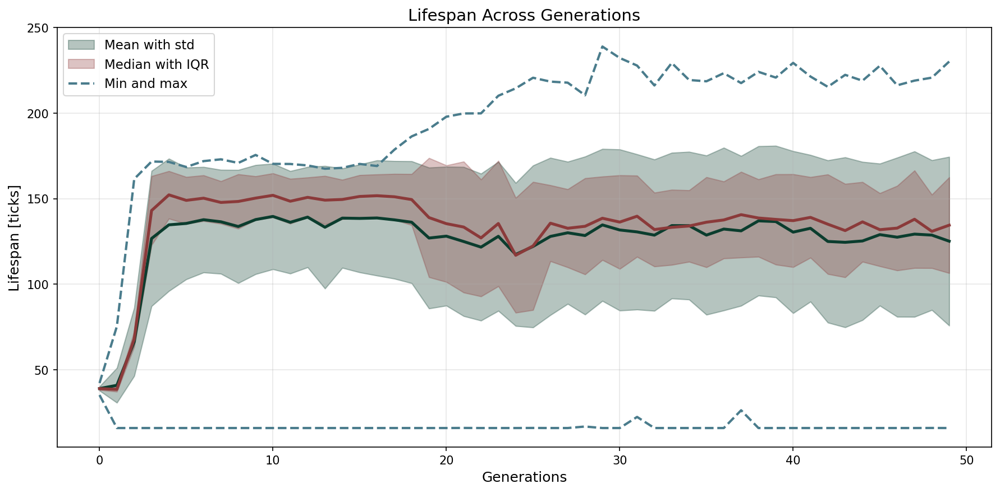 Lifespan Across Generations
Mean with std
Median with IQR
Min and max
Lifespan [ticks]
250
200
150
100
50
0 10 20 30 40 50
Generations